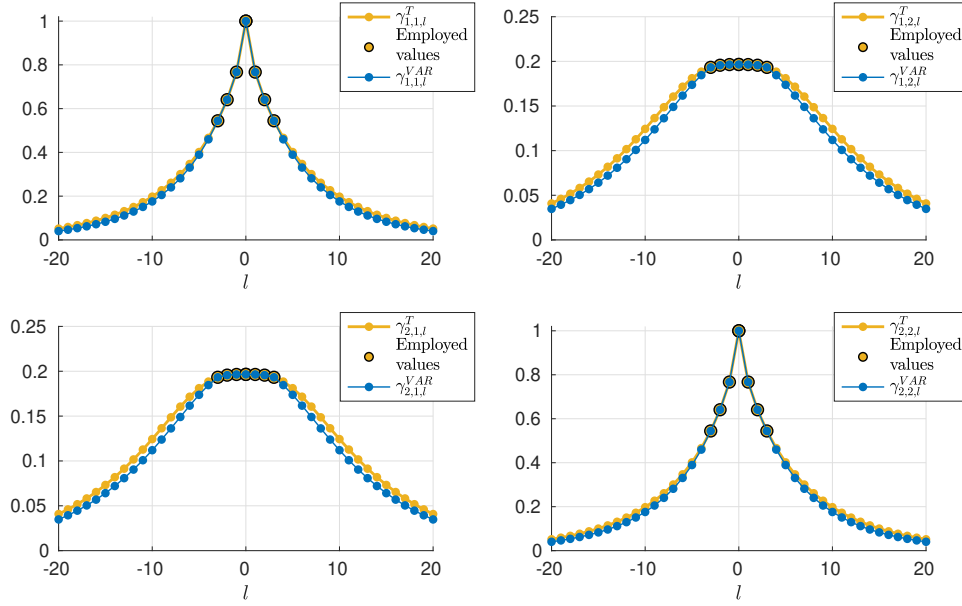 1
0.8
0.6
0.4
0.2
0
-20
-10
0
10
20
l
γ^T_{1,1,l}
Employed
values
γ^{VAR}_{1,1,l}
0.25
0.2
0.15
0.1
0.05
0
-20
-10
0
10
20
l
γ^T_{1,2,l}
Employed
values
γ^{VAR}_{1,2,l}
0.25
0.2
0.15
0.1
0.05
0
-20
-10
0
10
20
l
γ^T_{2,1,l}
Employed
values
γ^{VAR}_{2,1,l}
1
0.8
0.6
0.4
0.2
0
-20
-10
0
10
20
l
γ^T_{2,2,l}
Employed
values
γ^{VAR}_{2,2,l}